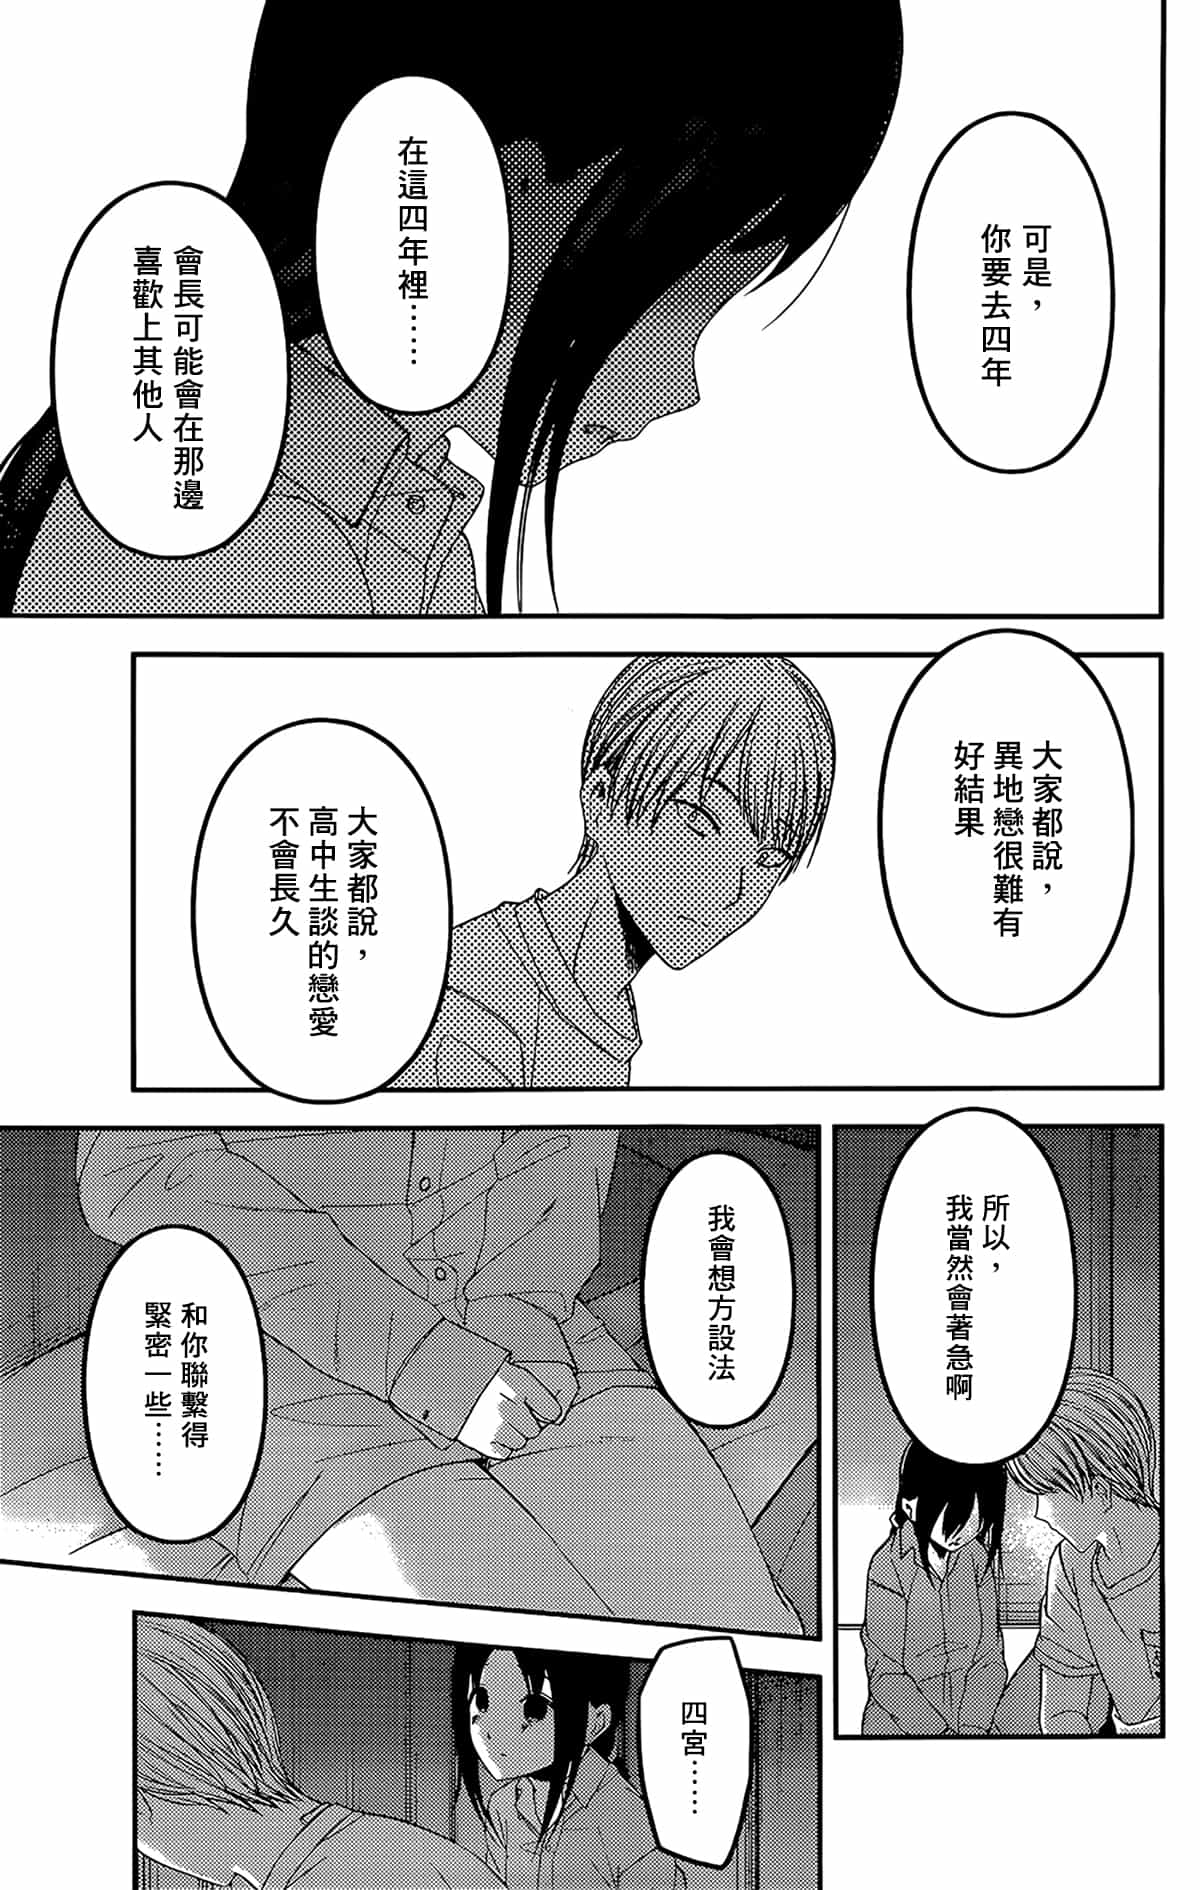 可是，
你要去四年
在這四年裡……
會長可能會在那邊
喜歡上其他人
大家都說，
異地戀很難有
好結果
大家都說，
高中生談的戀愛
不會長久
所以，
我當然會著急啊
我會想方設法
和你聯繫得
緊密一些……
四宮……